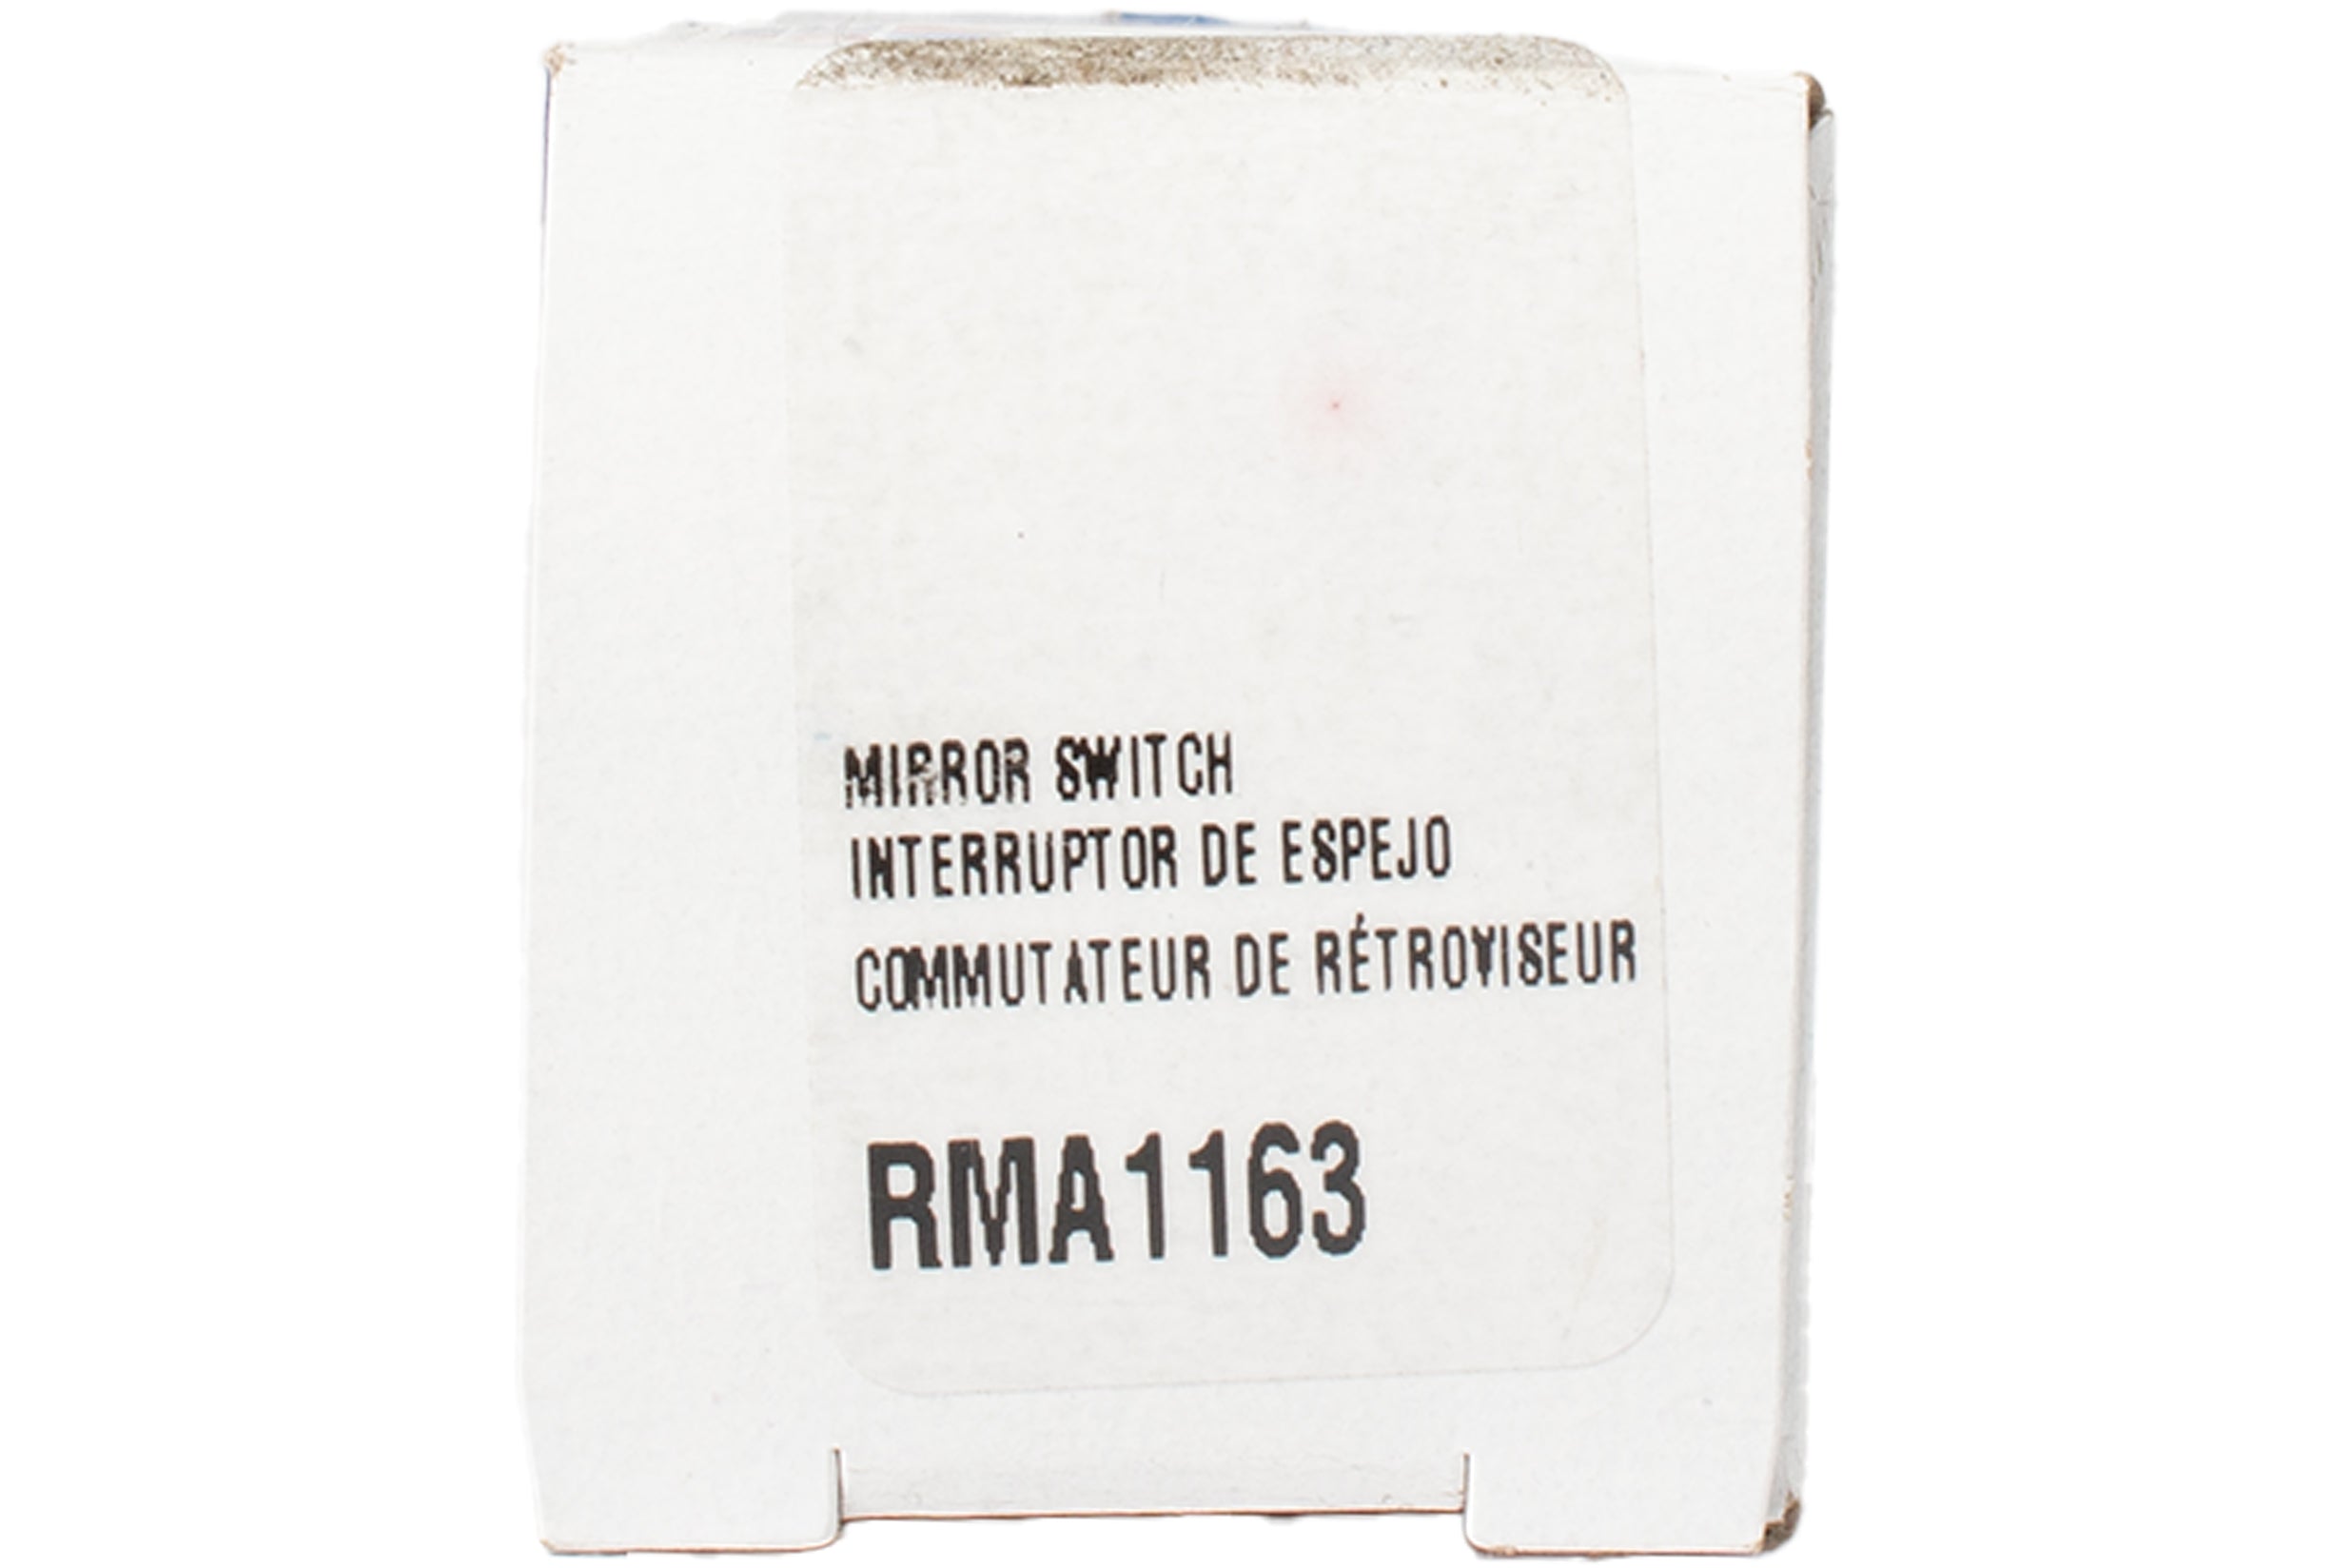 MIRROR SWITCH
INTERRUPTOR DE ESPEJO
COMMUTATEUR DE RÉTROVISEUR
RMA1163